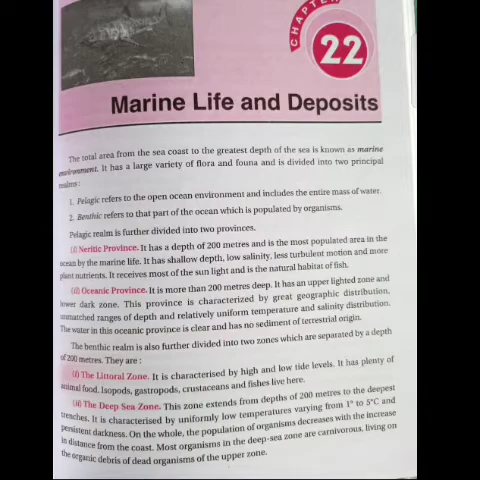 CHAPTER
22
Marine Life and Deposits
The total area from the sea coast to the greatest depth of the sea is known as marine
environment. It has a large variety of flora and founa and is divided into two principal
realms :
1. Pelagic refers to the open ocean environment and includes the entire mass of water.
2. Benthic refers to that part of the ocean which is populated by organisms.
Pelagic realm is further divided into two provinces.
(i) Neritic Province. It has a depth of 200 metres and is the most populated area in the
ocean by the marine life. It has shallow depth, low salinity, less turbulent motion and more
plant nutrients. It receives most of the sun light and is the natural habitat of fish.
(ii) Oceanic Province. It is more than 200 metres deep. It has an upper lighted zone and
lower dark zone. This province is characterized by great geographic distribution,
unmatched ranges of depth and relatively uniform temperature and salinity distribution.
The water in this oceanic province is clear and has no sediment of terrestrial origin.
The benthic realm is also further divided into two zones which are separated by a depth
of 200 metres. They are :
(i) The Littoral Zone. It is characterised by high and low tide levels. It has plenty of
animal food. Isopods, gastropods, crustaceans and fishes live here.
(ii) The Deep Sea Zone. This zone extends from depths of 200 metres to the deepest
trenches. It is characterised by uniformly low temperatures varying from 1° to 5°C and
persistent darkness. On the whole, the population of organisms decreases with the increase
in distance from the coast. Most organisms in the deep-sea zone are carnivorous, living on
the organic debris of dead organisms of the upper zone.